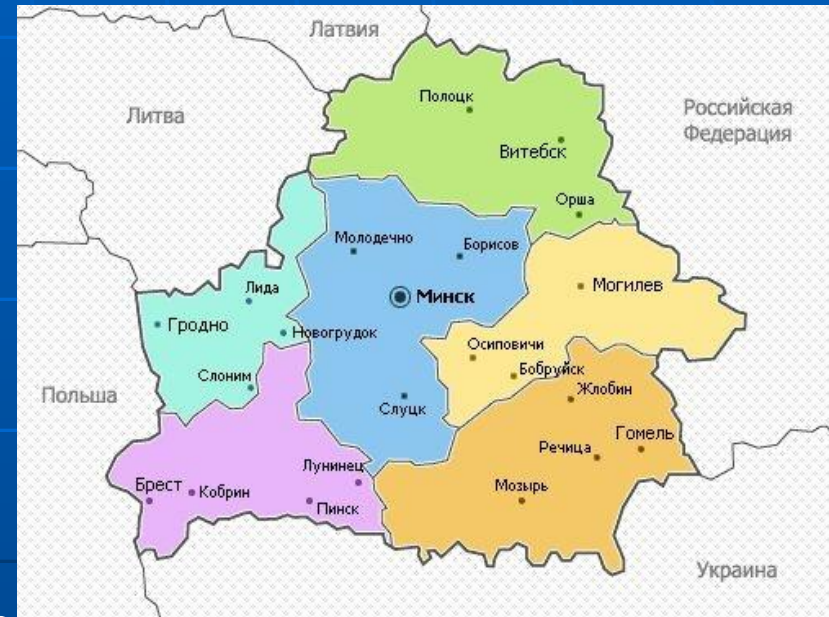 Латвия
Литва
Полоцк
Российская
Федерация
Витебск
Орша
Молодечно
Борисов
Лида
Минск
Могилев
Гродно
Новогрудок
Осиповичи
Бобруйск
Слоним
Жлобин
Польша
Слуцк
Гомель
Речица
Лунинец
Брест
Кобрин
Мозырь
Пинск
Украина